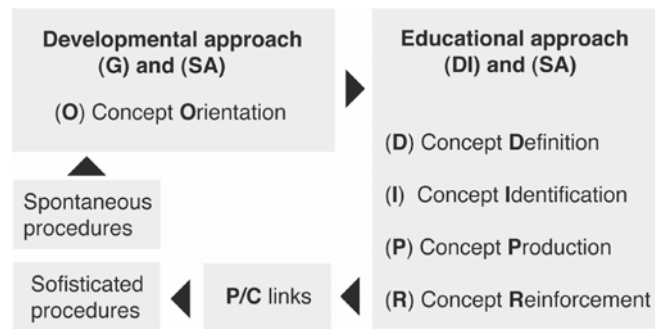 Developmental approach
(G) and (SA)
(O) Concept Orientation
Educational approach
(DI) and (SA)
(D) Concept Definition
(I) Concept Identification
(P) Concept Production
(R) Concept Reinforcement
Spontaneous
procedures
Sofisticated
procedures
P/C links